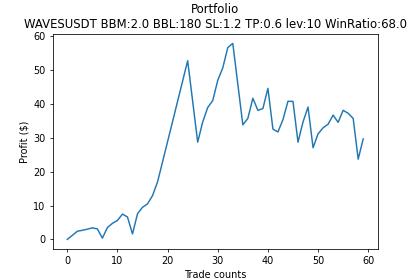 Portfolio
WAVESUSDT BBM:2.0 BBL:180 SL:1.2 TP:0.6 lev:10 WinRatio:68.0
60
50
40
30
20
10
0
Profit ($)
0 10 20 30 40 50 60
Trade counts